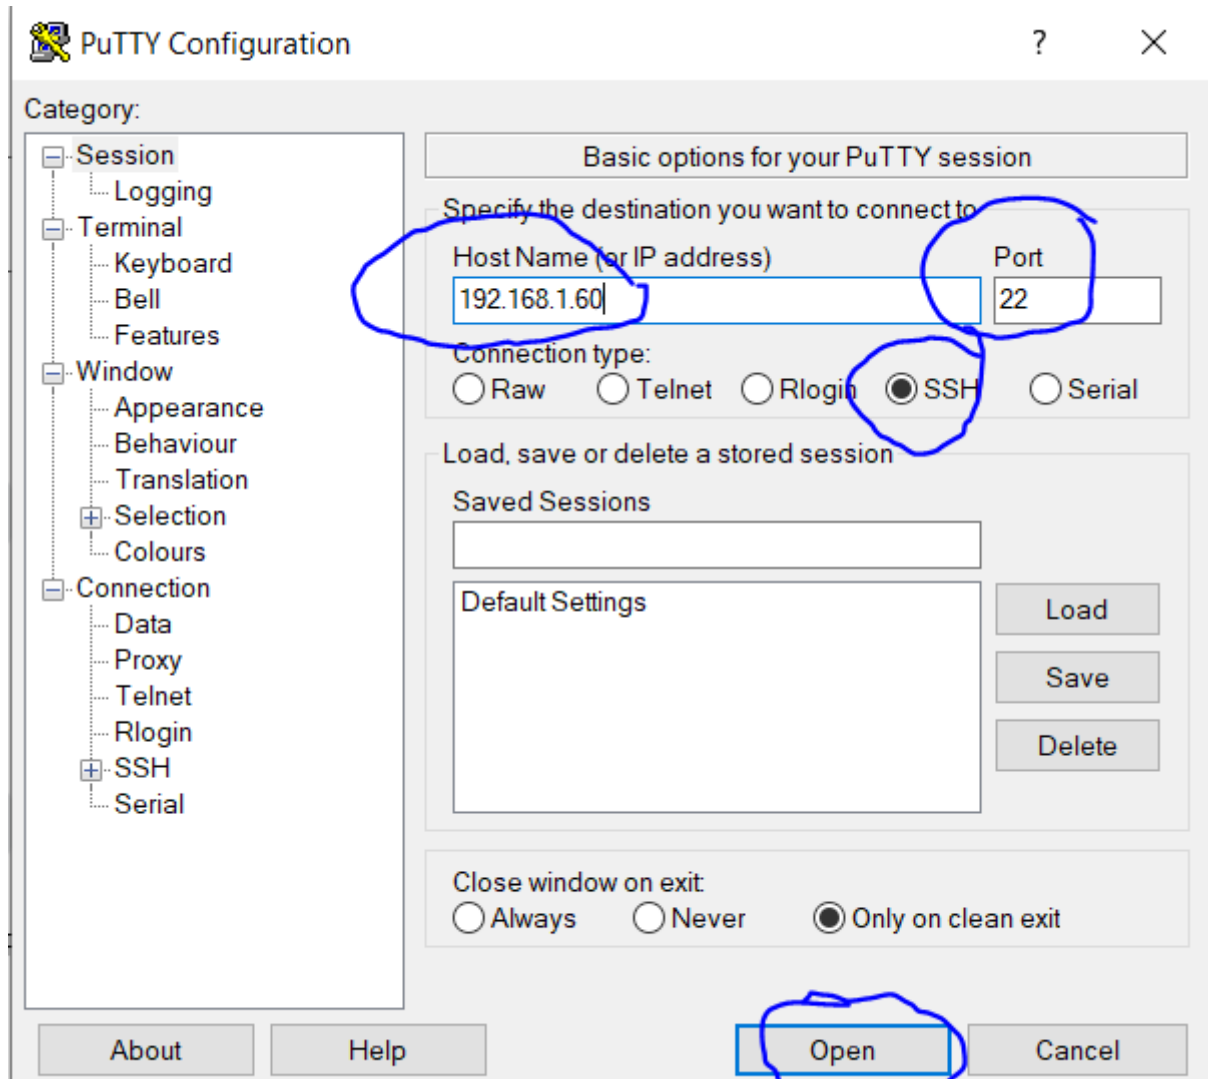 PuTTY Configuration
?
Category:
Session
Logging
Terminal
Keyboard
Bell
Features
Window
Appearance
Behaviour
Translation
Selection
Colours
Connection
Data
Proxy
Telnet
Rlogin
SSH
Serial
Basic options for your PuTTY session
Specify the destination you want to connect to
Host Name (or IP address) Port
192.168.1.60 22
Connection type:
Raw Telnet Rlogin SSH Serial
Load, save or delete a stored session
Saved Sessions
Default Settings
Load
Save
Delete
Close window on exit:
Always Never Only on clean exit
About Help Open Cancel